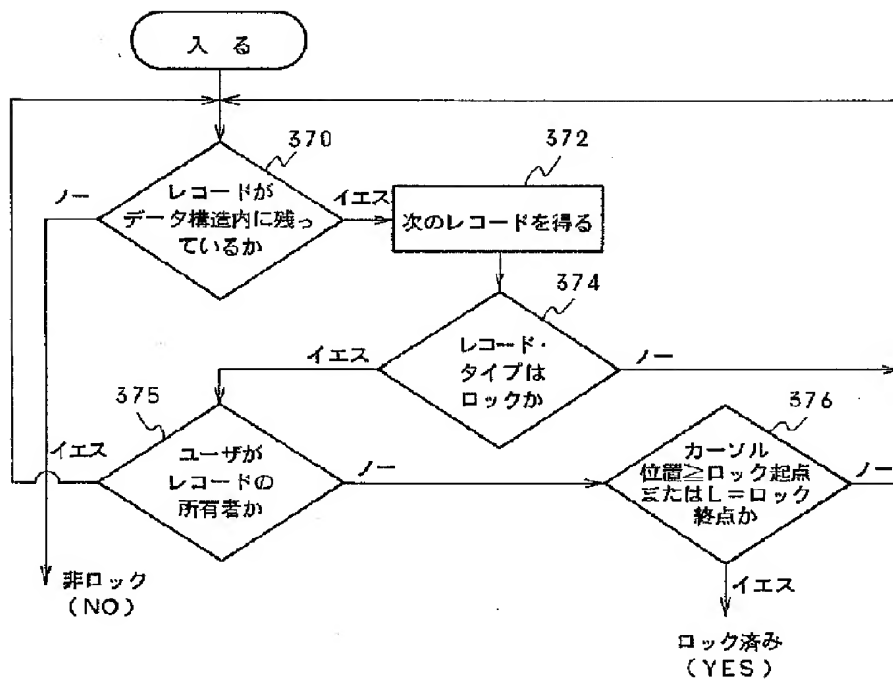 入る
370
372
ノー
レコードが
データ構造内に残っ
ているか
イエス
次のレコードを得る
374
イエス
レコード・
タイプは
ロックか
ノー
375
376
イエス
ユーザが
レコードの
所有者か
ノー
カーソル
位置≧ロック起点
またはL=ロック
終点か
ノー
非ロック
(NO)
イエス
ロック済み
(YES)